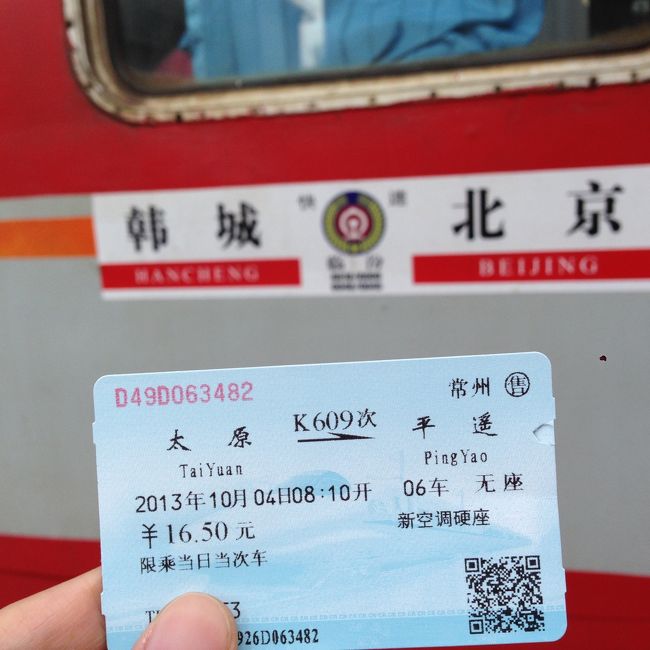 韩城 快速 北京
HANCHENG 临汾 BEIJING
D49D063482 常州 售
太原 K609次 平遥
TaiYuan PingYao
2013年10月04日08:10开 06车 无座
¥16.50元 新空调硬座
限乘当日当次车
926D063482